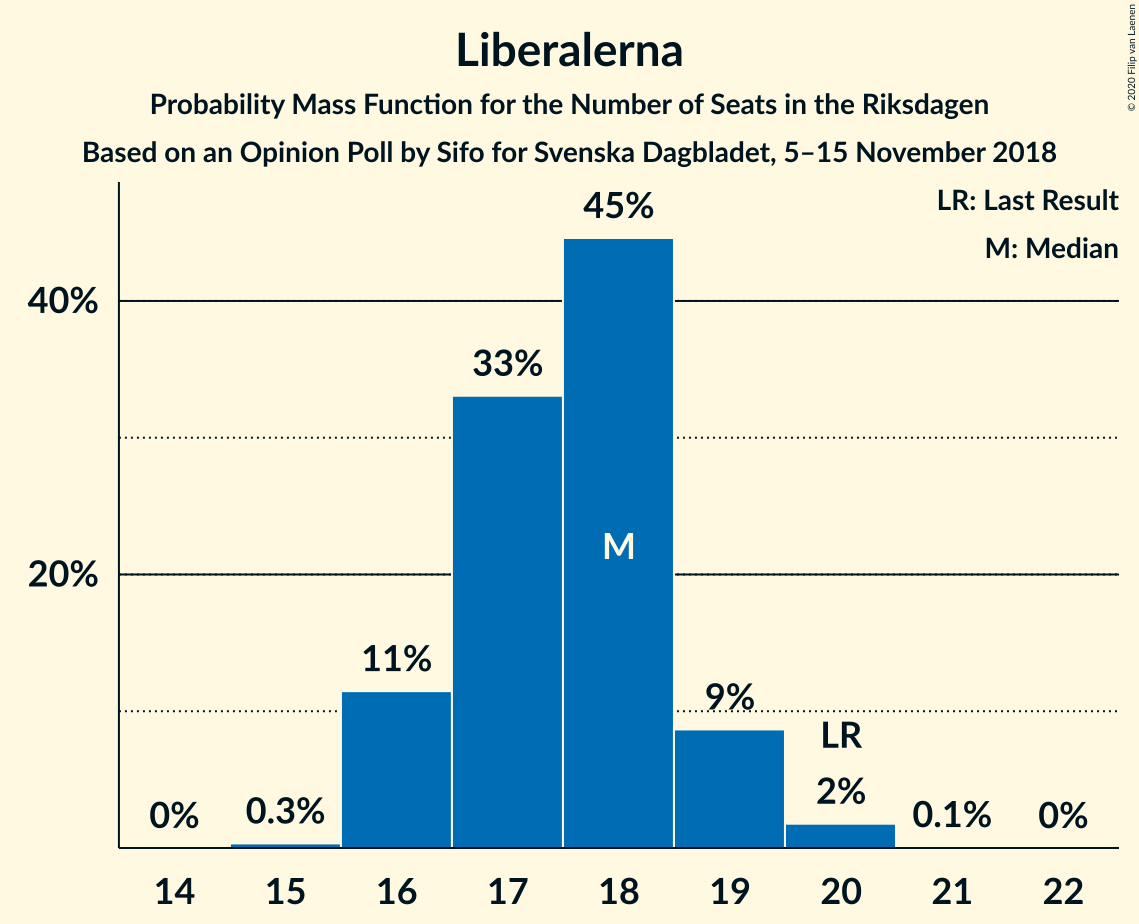 Liberalerna
Probability Mass Function for the Number of Seats in the Riksdagen
Based on an Opinion Poll by Sifo for Svenska Dagbladet, 5–15 November 2018
© 2020 Filip van Laenen
LR: Last Result
M: Median
45%
40%
33%
M
20%
11%
9%
LR
0%
0.3%
2%
0.1%
0%
14 15 16 17 18 19 20 21 22